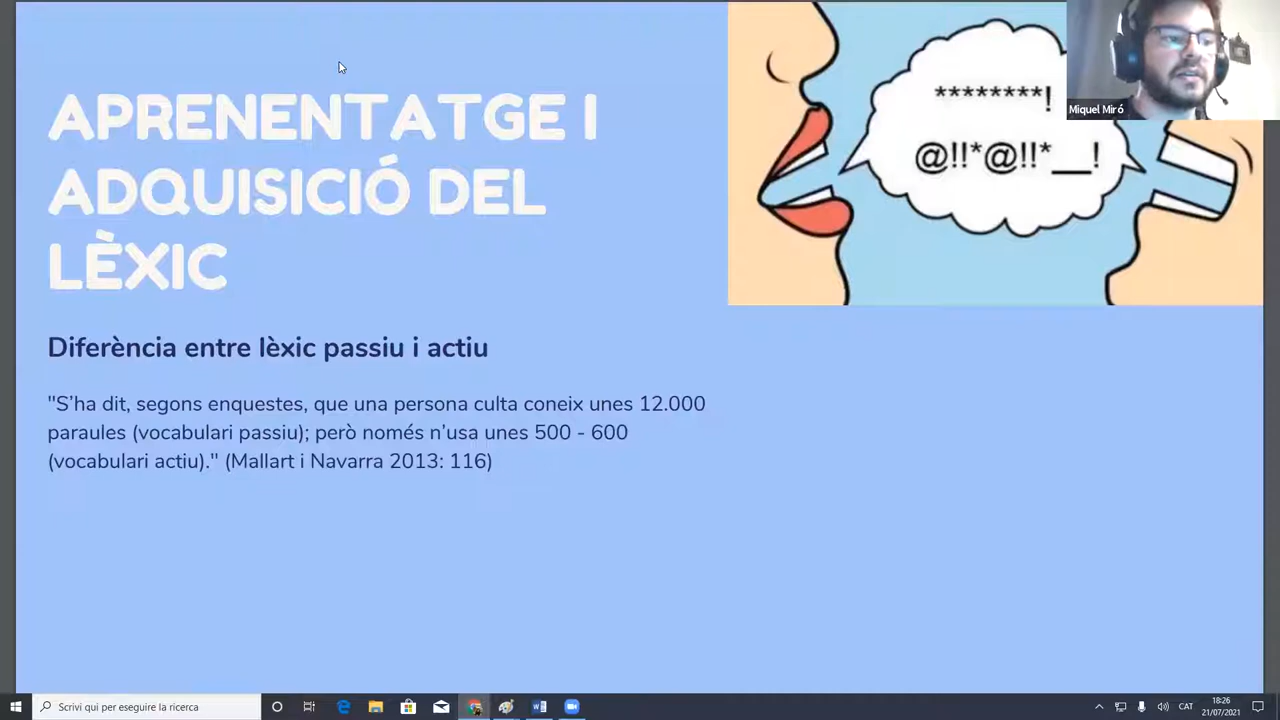 APRENENTATGE I
ADQUISICIÓ DEL
LÈXIC
********!
@!!*@!!*__!
Miquel Miró
Diferència entre lèxic passiu i actiu
"S'ha dit, segons enquestes, que una persona culta coneix unes 12.000
paraules (vocabulari passiu); però només n'usa unes 500 - 600
(vocabulari actiu)." (Mallart i Navarra 2013: 116)
Scrivi qui per eseguire la ricerca
CAT
18:26
21/07/2021